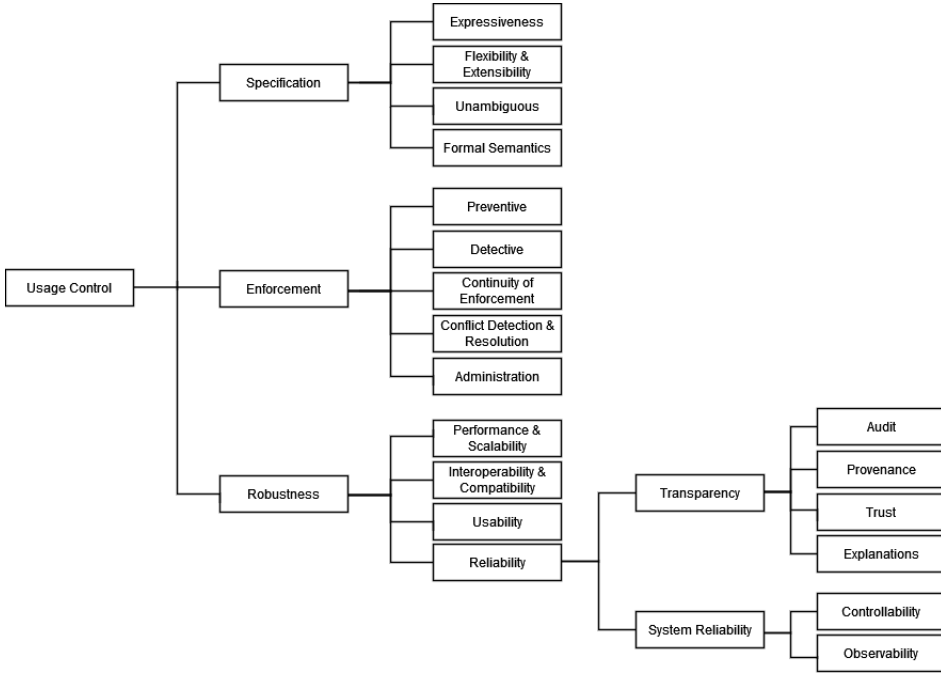 Usage Control
Specification
Expressiveness
Flexibility &
Extensibility
Unambiguous
Formal Semantics
Enforcement
Preventive
Detective
Continuity of
Enforcement
Conflict Detection &
Resolution
Administration
Robustness
Performance &
Scalability
Interoperability &
Compatibility
Usability
Reliability
Transparency
Audit
Provenance
Trust
Explanations
System Reliability
Controllability
Observability